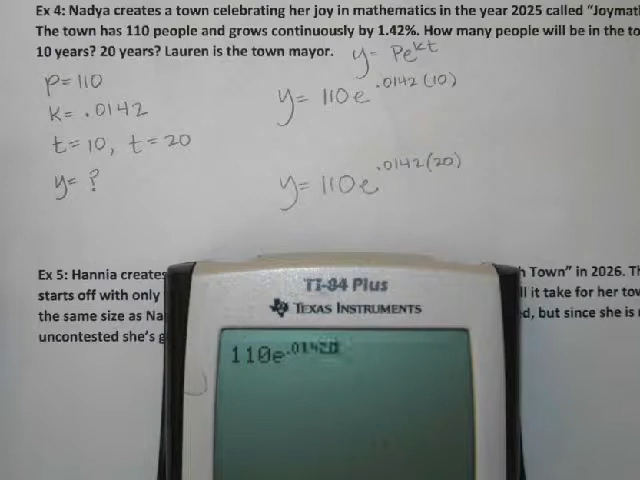 Ex 4: Nadya creates a town celebrating her joy in mathematics in the year 2025 called "Joymat
The town has 110 people and grows continuously by 1.42%. How many people will be in the to
10 years? 20 years? Lauren is the town mayor.
y= Pe^kt
P=110
K= .0142
t=10, t=20
y= ?
y= 110e^.0142(10)
y= 110e^.0142(20)
Ex 5: Hannia creates h Town" in 2026. Th
starts off with only ll it take for her tow
the same size as Na d, but since she is
uncontested she's g
TI-84 Plus
TEXAS INSTRUMENTS
110e^.0142